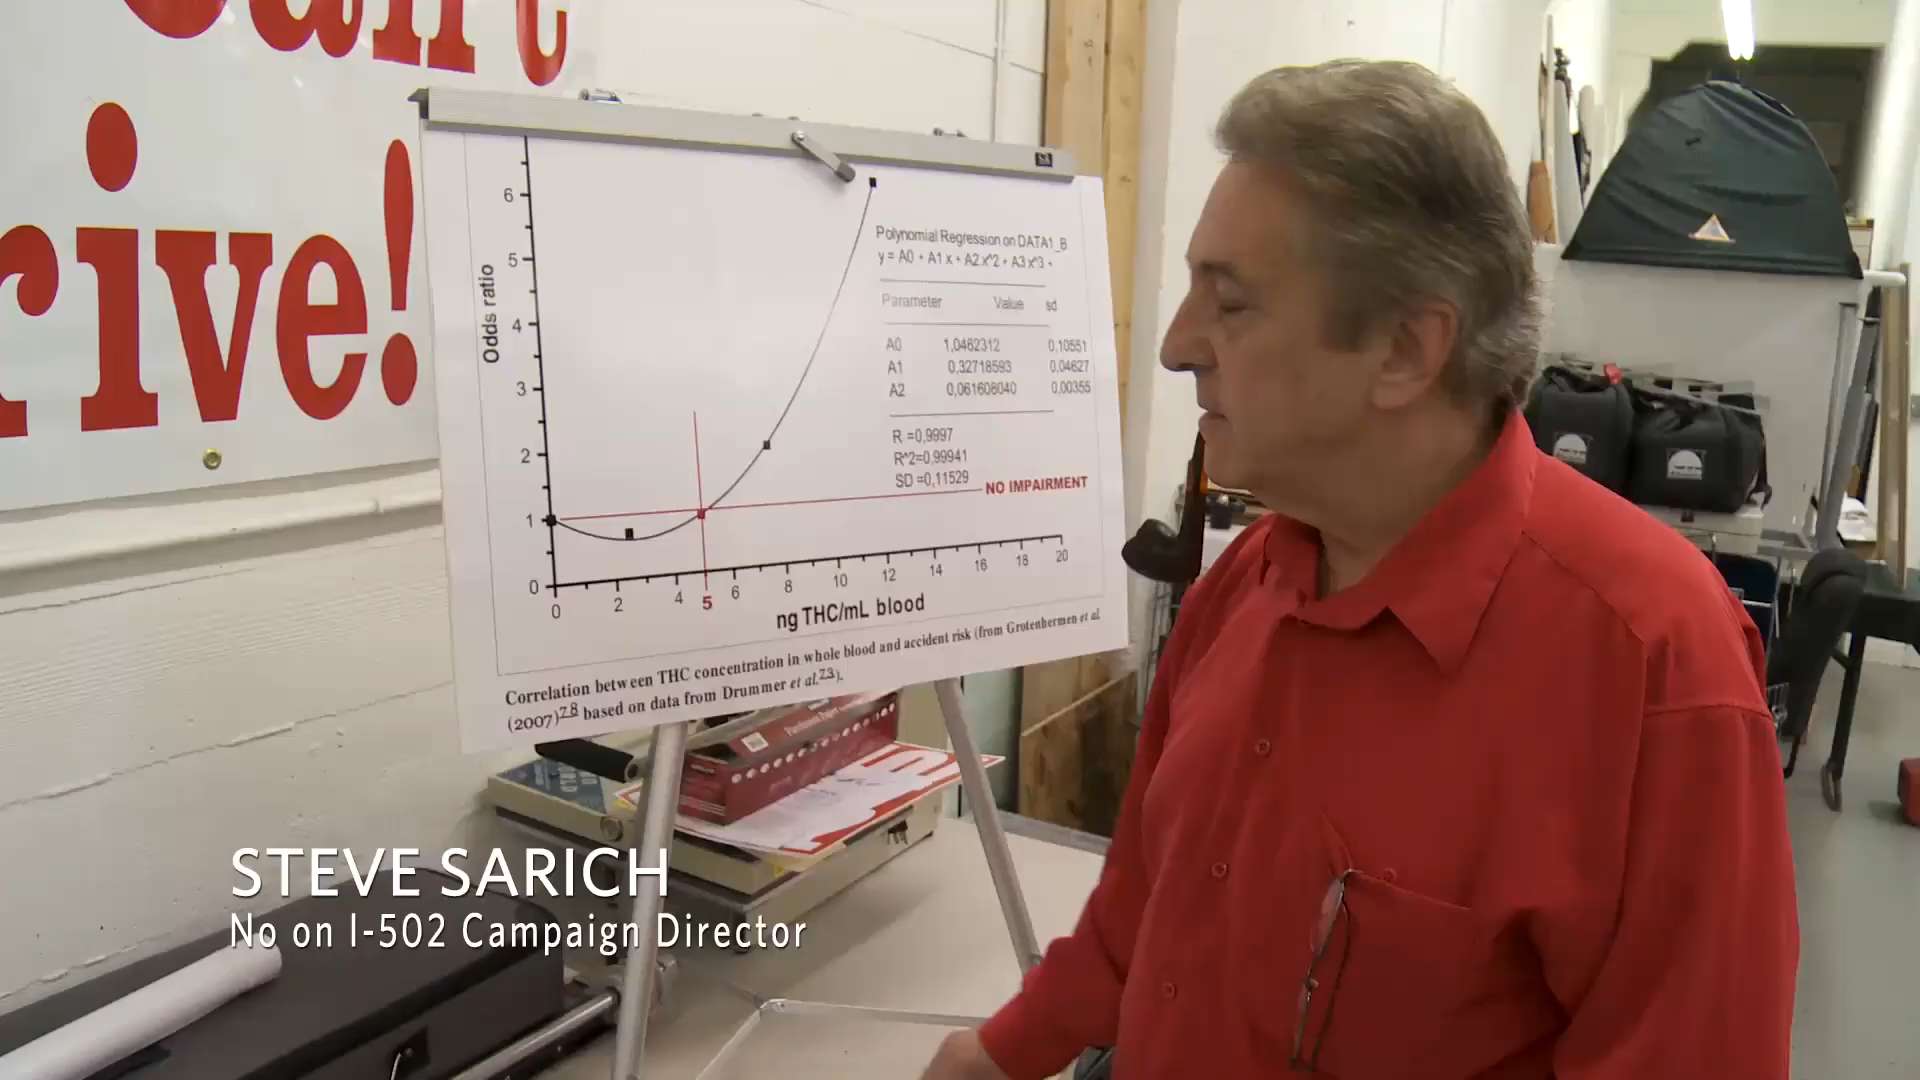 can't
rive!
Odds ratio
6
5
4
3
2
1
0
0
2
4
5
6
8
10
12
14
16
18
20
ng THC/mL blood
Polynomial Regression on DATA1_B
y = A0 + A1 x + A2 x^2 + A3 x^3 +
Parameter Value sd
A0 1,0462312 0,10551
A1 0,32718593 0,04627
A2 0,061608040 0,00355
R =0,9997
R^2=0,99941
SD =0,11529
NO IMPAIRMENT
Correlation between THC concentration in whole blood and accident risk (from Grotenhermen et al.
(2007)78 based on data from Drummer et al.73).
STEVE SARICH
No on I-502 Campaign Director